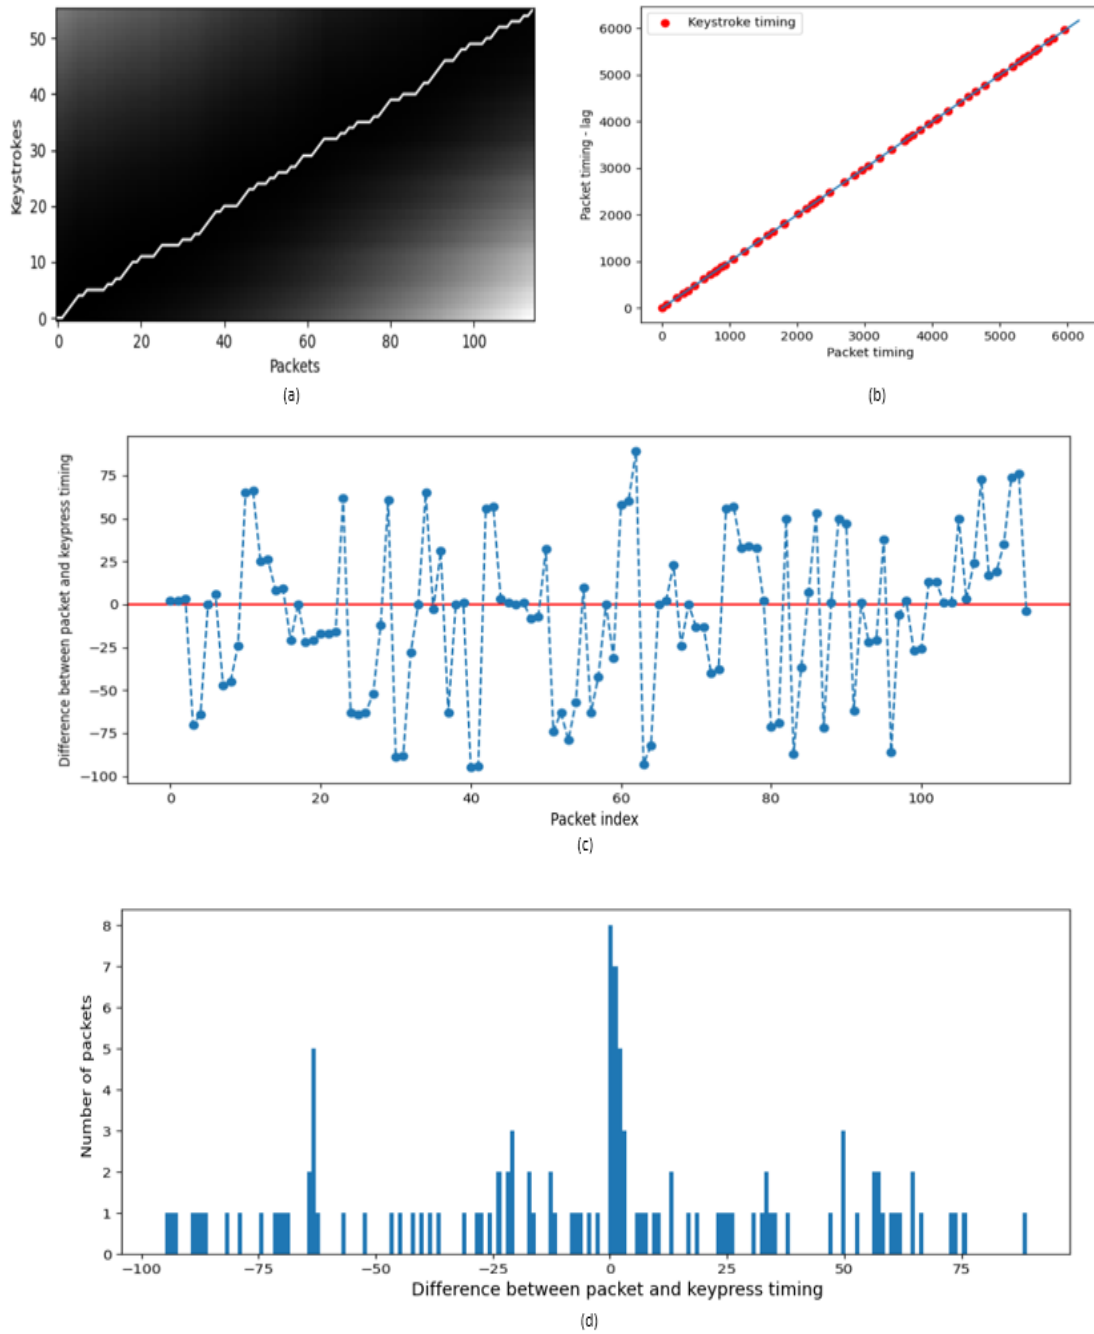 Keystrokes
50
40
30
20
10
0
0 20 40 60 80 100
Packets
(a)
Keystroke timing
Packet timing - lag
6000
5000
4000
3000
2000
1000
0
0 1000 2000 3000 4000 5000 6000
Packet timing
(b)
Difference between packet and keypress timing
75
50
25
0
−25
−50
−75
−100
0 20 40 60 80 100
Packet index
(c)
Number of packets
8
7
6
5
4
3
2
1
0
−100 −75 −50 −25 0 25 50 75
Difference between packet and keypress timing
(d)